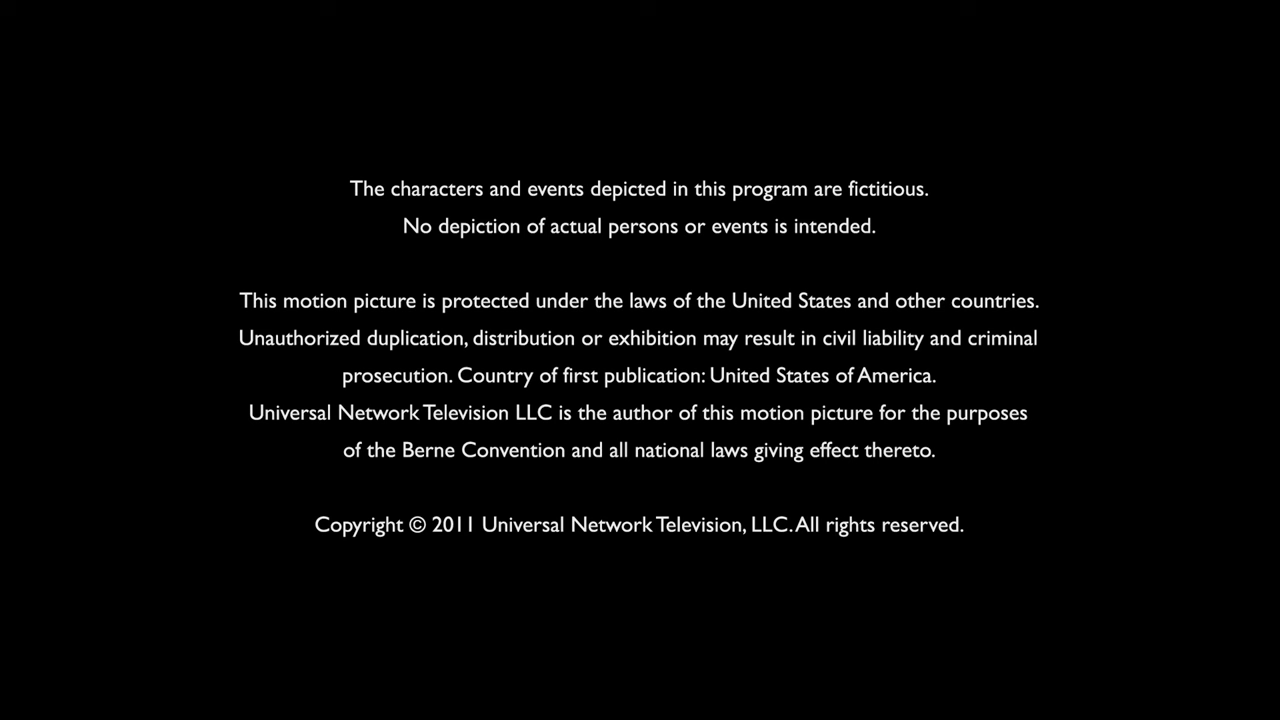 The characters and events depicted in this program are fictitious.
No depiction of actual persons or events is intended.
This motion picture is protected under the laws of the United States and other countries.
Unauthorized duplication, distribution or exhibition may result in civil liability and criminal
prosecution. Country of first publication: United States of America.
Universal Network Television LLC is the author of this motion picture for the purposes
of the Berne Convention and all national laws giving effect thereto.
Copyright © 2011 Universal Network Television, LLC. All rights reserved.